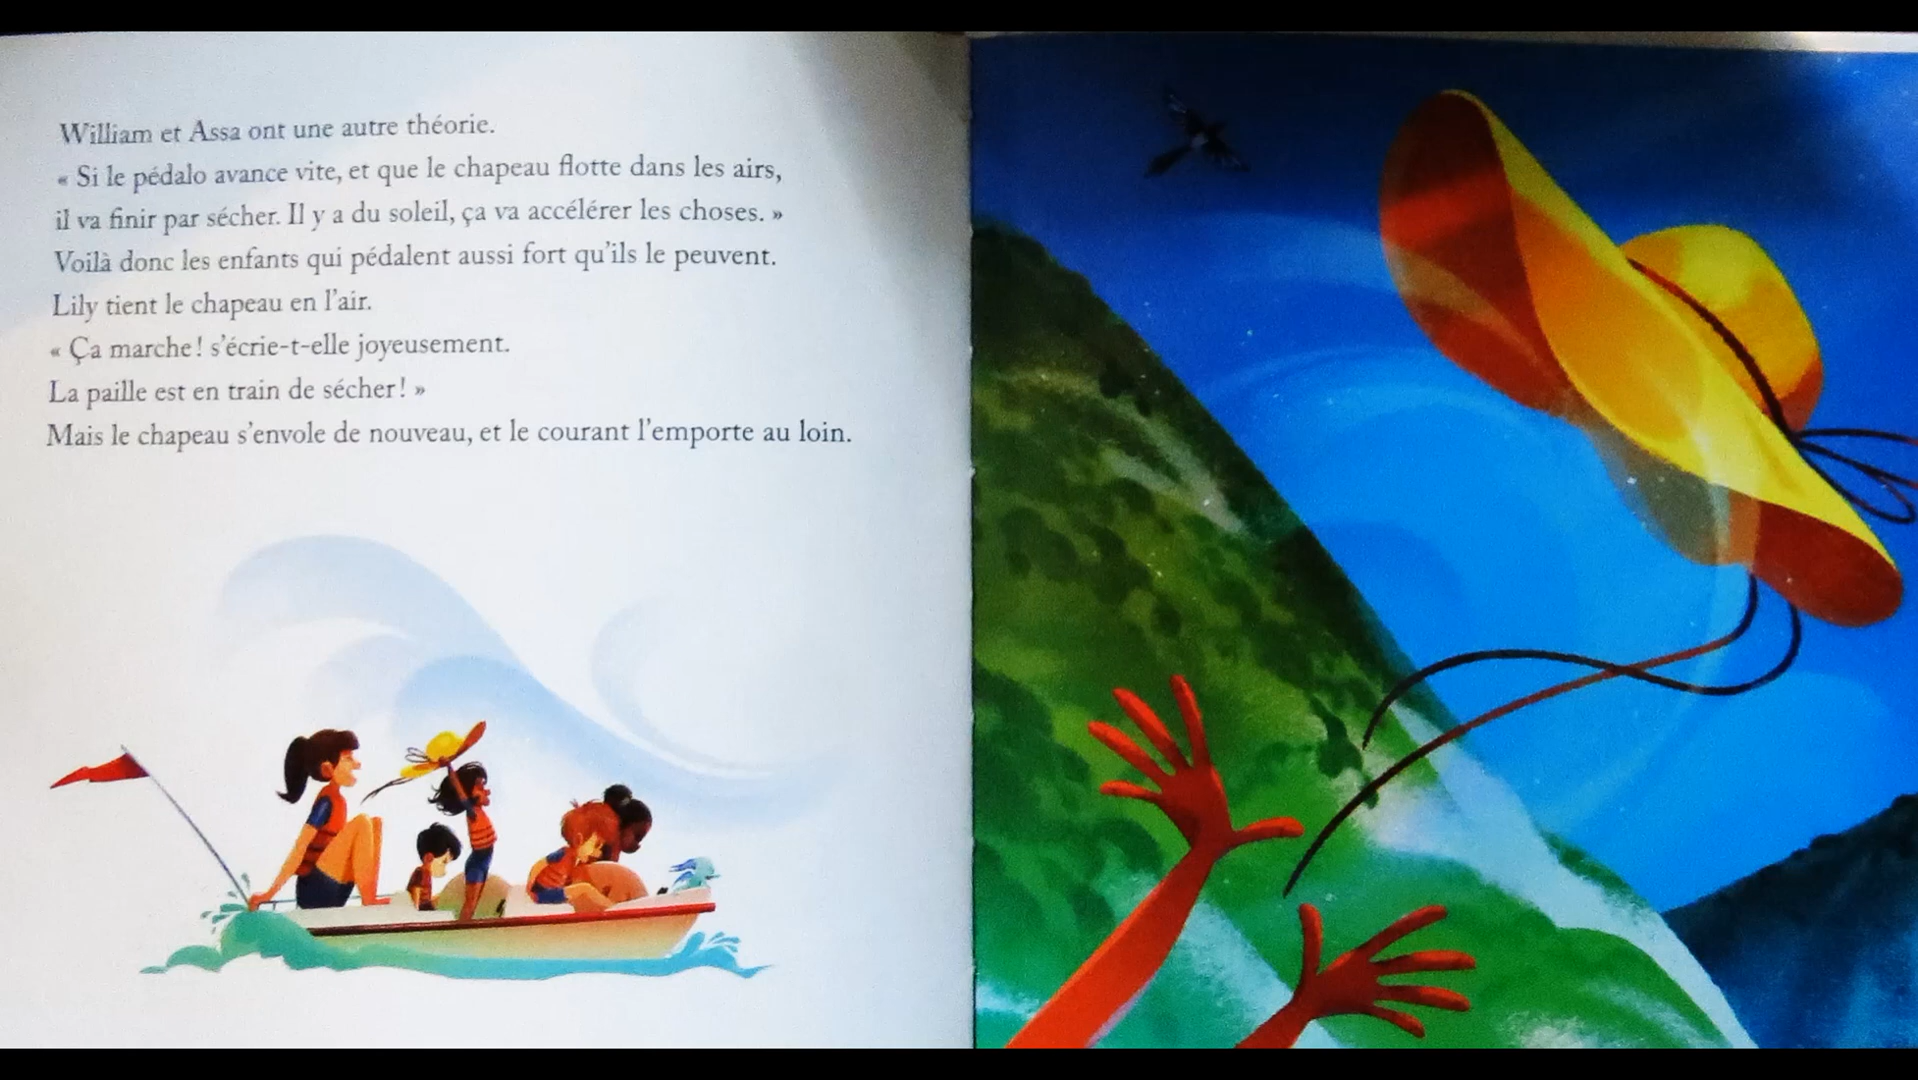 William et Assa ont une autre théorie.
« Si le pédalo avance vite, et que le chapeau flotte dans les airs,
il va finir par sécher. Il y a du soleil, ça va accélérer les choses. »
Voilà donc les enfants qui pédalent aussi fort qu'ils le peuvent.
Lily tient le chapeau en l'air.
« Ça marche ! s'écrie-t-elle joyeusement.
La paille est en train de sécher ! »
Mais le chapeau s'envole de nouveau, et le courant l'emporte au loin.